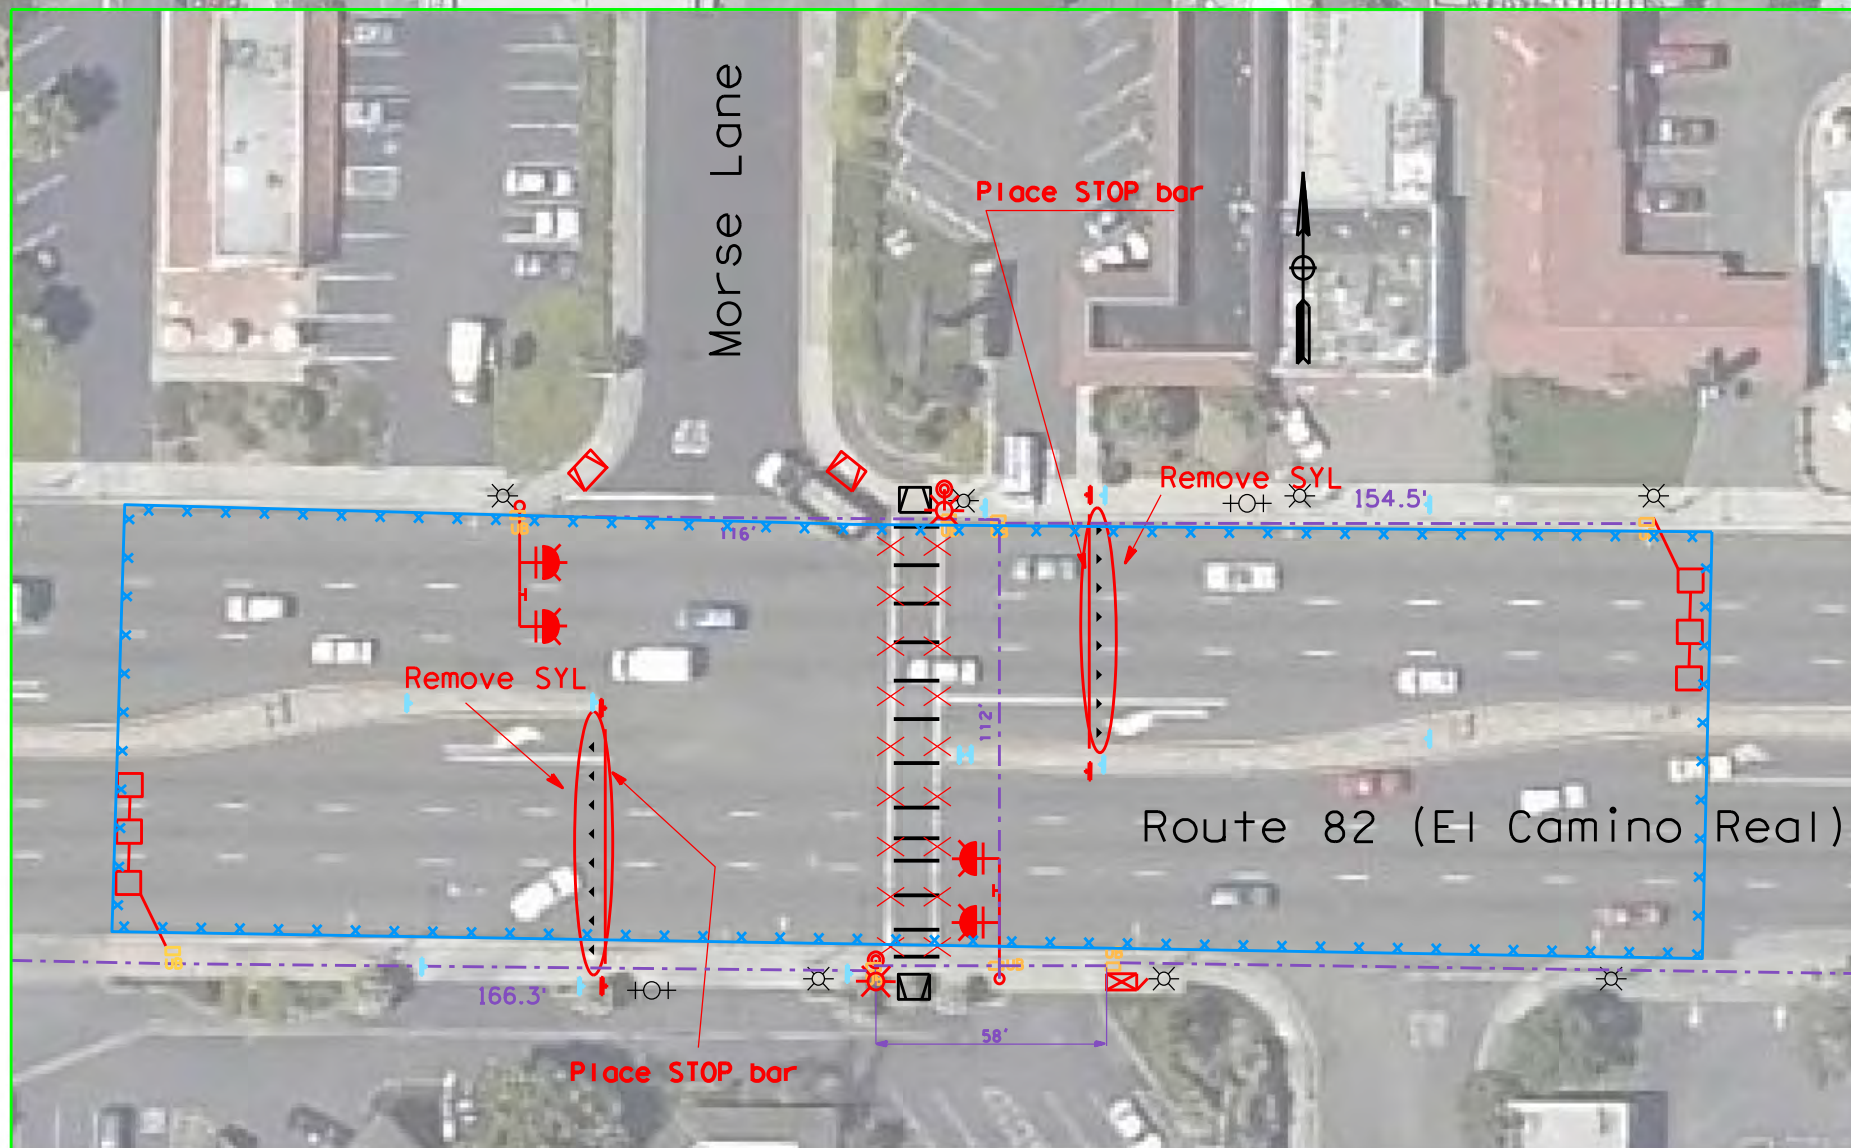 Morse Lane
Place STOP bar
Remove SYL
154.5'
116'
Remove SYL
112'
Route 82 (El Camino Real)
166.3'
58'
Place STOP bar